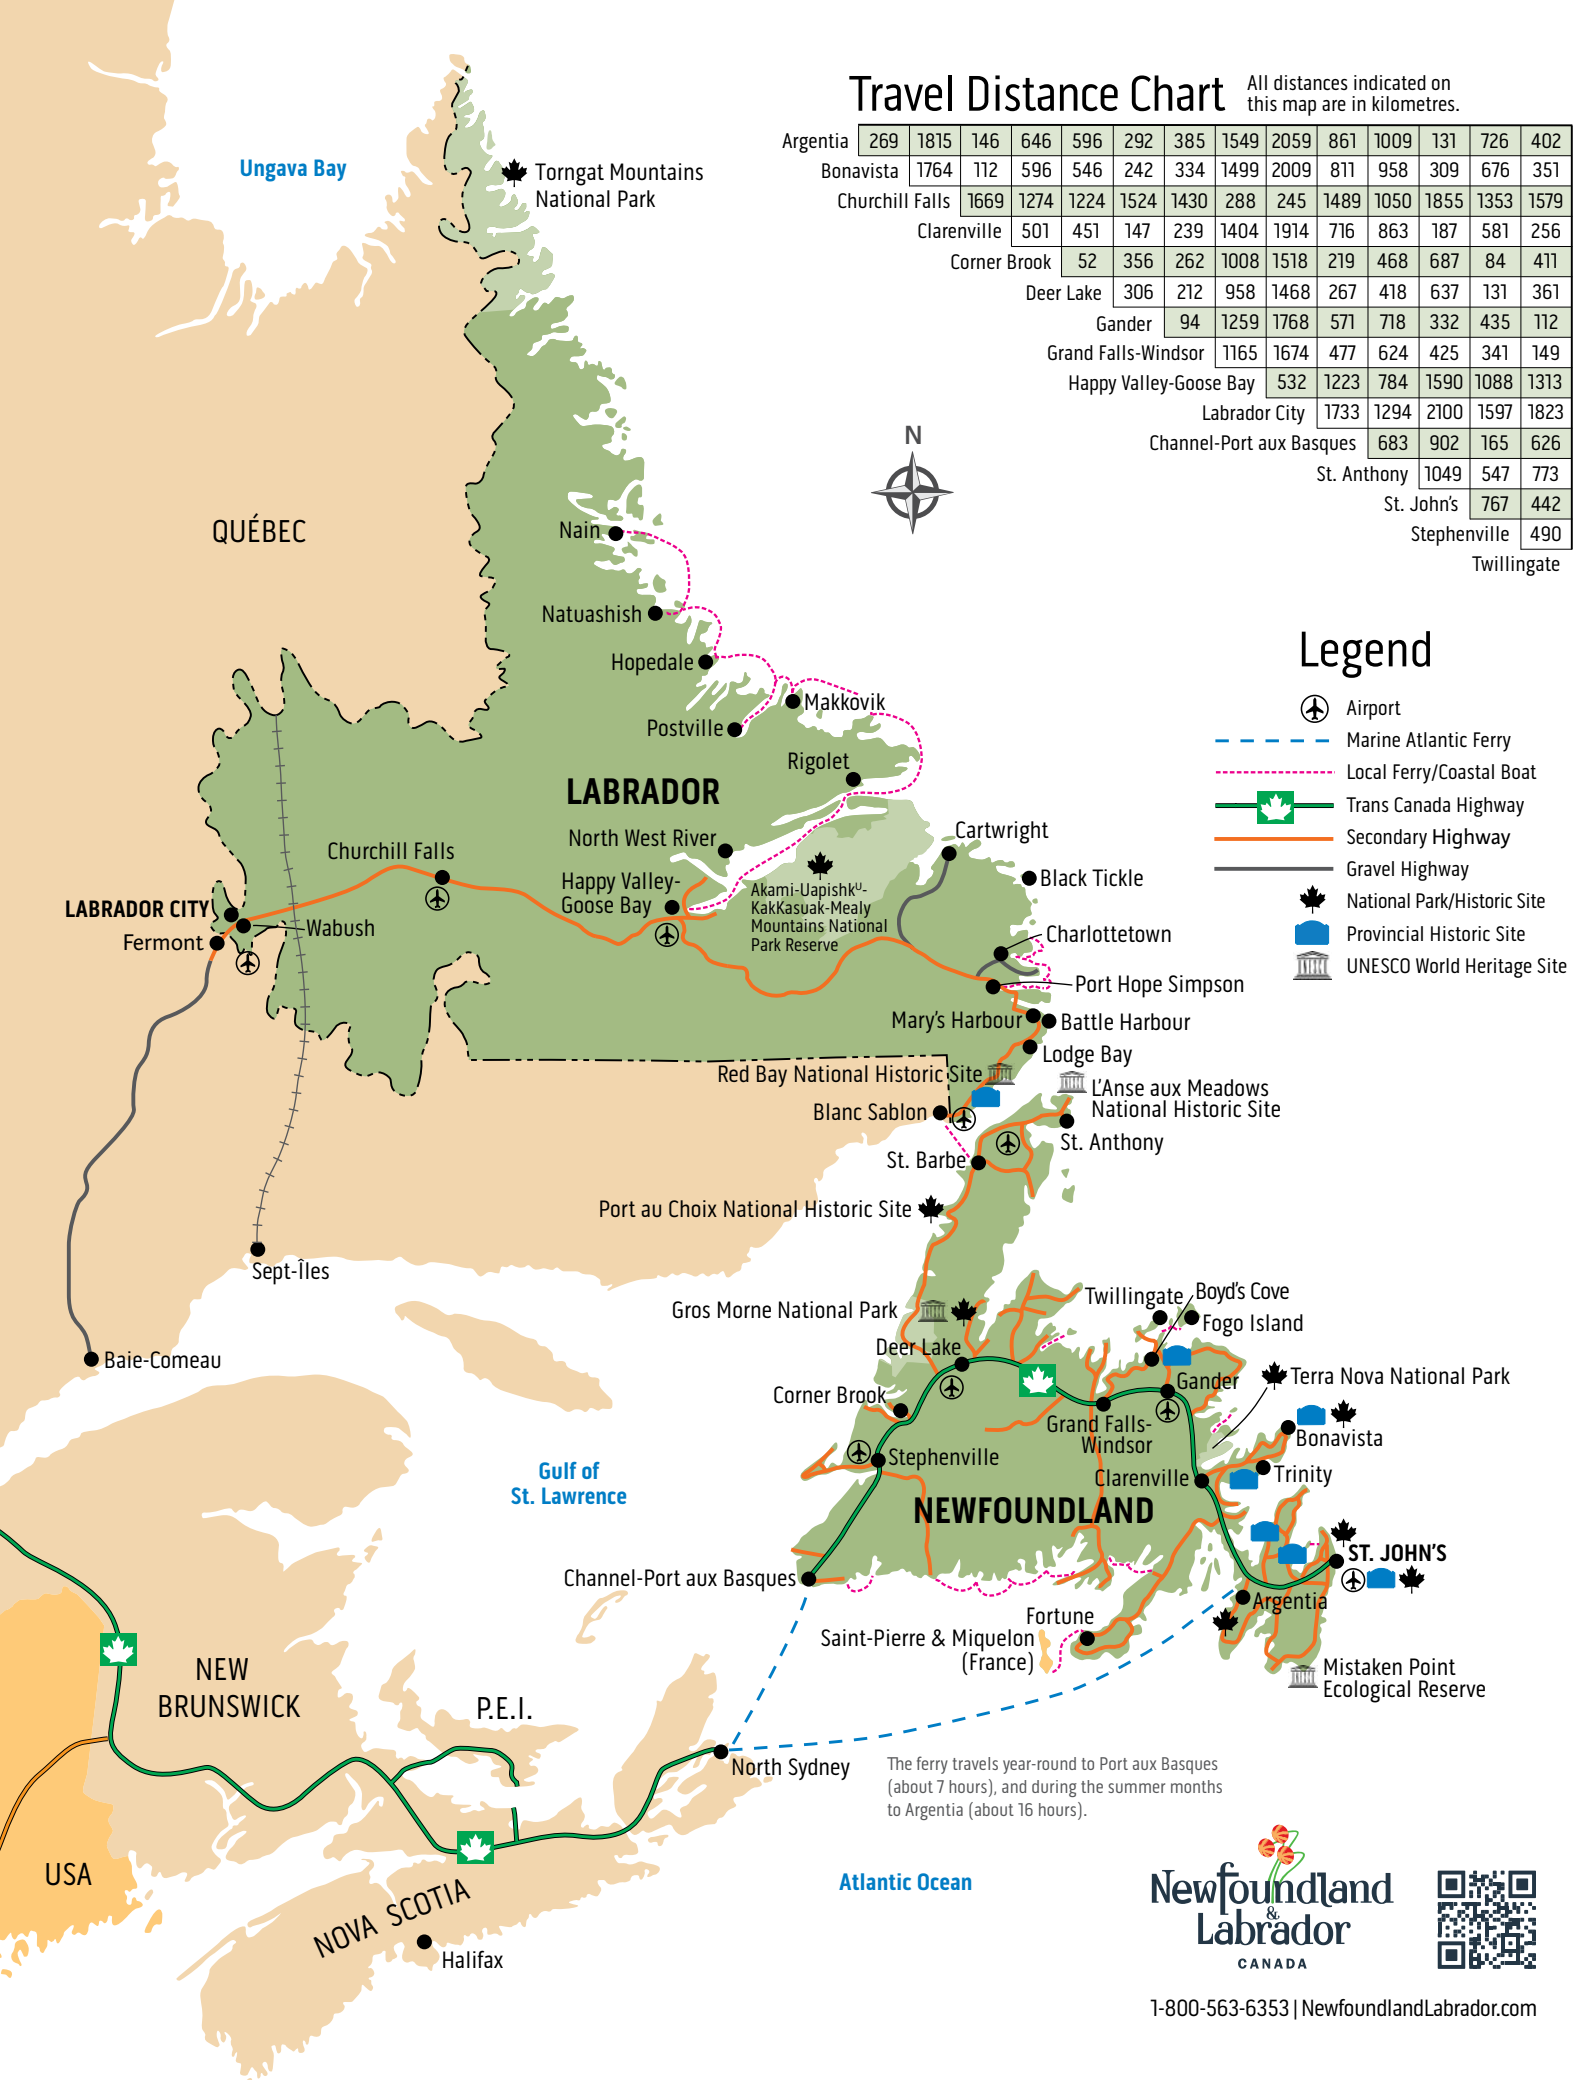 Travel Distance Chart
All distances indicated on
this map are in kilometres.
Argentia 269 1815 146 646 596 292 385 1549 2059 861 1009 131 726 402
Bonavista 1764 112 596 546 242 334 1499 2009 811 958 309 676 351
Churchill Falls 1669 1274 1224 1524 1430 288 245 1489 1050 1855 1353 1579
Clarenville 501 451 147 239 1404 1914 716 863 187 581 256
Corner Brook 52 356 262 1008 1518 219 468 687 84 411
Deer Lake 306 212 958 1468 267 418 637 131 361
Gander 94 1259 1768 571 718 332 435 112
Grand Falls-Windsor 1165 1674 477 624 425 341 149
Happy Valley-Goose Bay 532 1223 784 1590 1088 1313
Labrador City 1733 1294 2100 1597 1823
Channel-Port aux Basques 683 902 165 626
St. Anthony 1049 547 773
St. John's 767 442
Stephenville 490
Twillingate
Ungava Bay
Torngat Mountains
National Park
N
QUÉBEC
Nain
Natuashish
Hopedale
Makkovik
Postville
Rigolet
LABRADOR
North West River
Cartwright
Churchill Falls
Black Tickle
Happy Valley-
Goose Bay
Akami-Uapishkᵁ-
KakKasuak-Mealy
Mountains National
Park Reserve
LABRADOR CITY
Wabush
Fermont
Charlottetown
Port Hope Simpson
Mary's Harbour
Battle Harbour
Lodge Bay
Red Bay National Historic Site
L'Anse aux Meadows
National Historic Site
Blanc Sablon
St. Anthony
St. Barbe
Port au Choix National Historic Site
Sept-Îles
Baie-Comeau
Legend
Airport
Marine Atlantic Ferry
Local Ferry/Coastal Boat
Trans Canada Highway
Secondary Highway
Gravel Highway
National Park/Historic Site
Provincial Historic Site
UNESCO World Heritage Site
Gros Morne National Park
Twillingate
Boyd's Cove
Fogo Island
Deer Lake
Corner Brook
Gander
Terra Nova National Park
Grand Falls-
Windsor
Bonavista
Stephenville
Clarenville
Trinity
Gulf of
St. Lawrence
NEWFOUNDLAND
ST. JOHN'S
Channel-Port aux Basques
Argentia
Fortune
Saint-Pierre & Miquelon
(France)
Mistaken Point
Ecological Reserve
NEW
BRUNSWICK
P.E.I.
North Sydney
The ferry travels year-round to Port aux Basques
(about 7 hours), and during the summer months
to Argentia (about 16 hours).
USA
NOVA SCOTIA
Halifax
Atlantic Ocean
Newfoundland
&
Labrador
CANADA
1-800-563-6353 | NewfoundlandLabrador.com